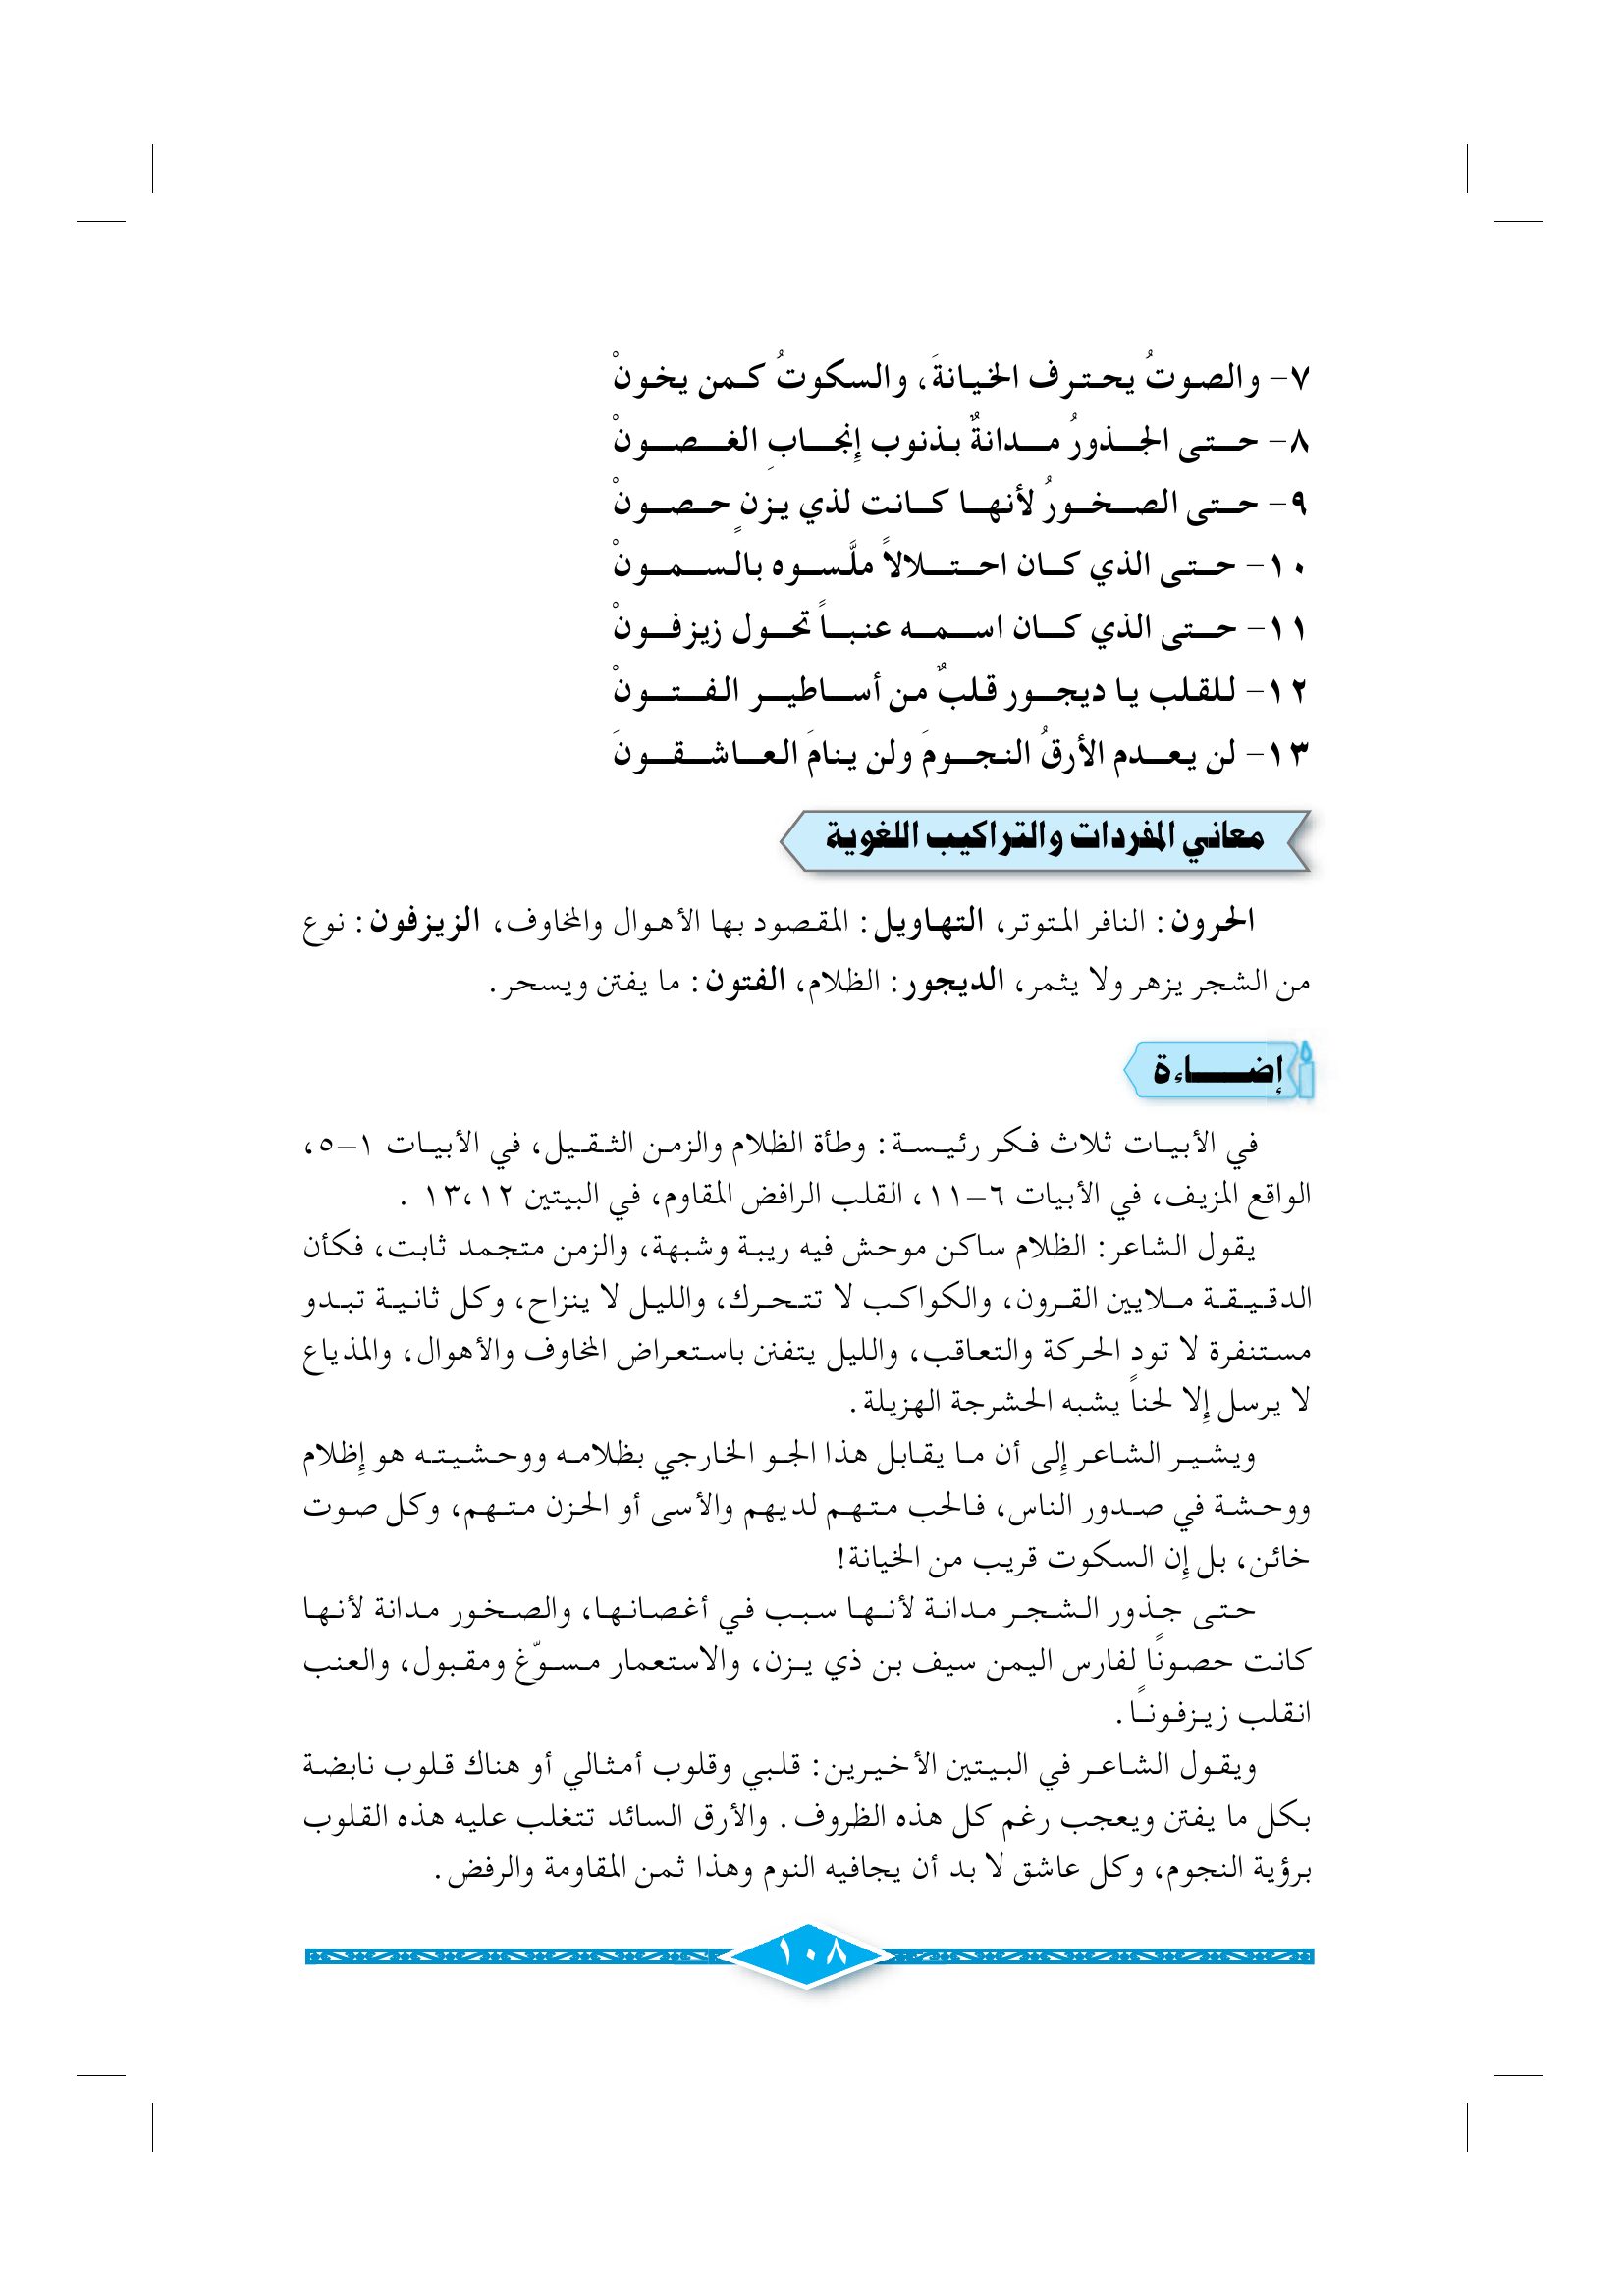 ٧- والصوتُ يحترف الخيانةَ، والسكوتُ كمن يخونْ
٨- حتى الجذورُ مدانةٌ بذنوب إِنجابِ الغصونْ
٩- حتى الصخورُ لأنها كانت لذي يزنٍ حصونْ
١٠- حتى الذي كان احتلالاً ملَّسوه بالسمونْ
١١- حتى الذي كان اسمه عنباً تحول زيزفونْ
١٢- للقلب يا ديجور قلبٌ من أساطير الفتونْ
١٣- لن يعدم الأرقُ النجومَ ولن ينامَ العاشقونَ
معاني المفردات والتراكيب اللغوية
الحرون: النافر المتوتر، التهاويل: المقصود بها الأهوال والمخاوف، الزيزفون: نوع
من الشجر يزهر ولا يثمر، الديجور: الظلام، الفتون: ما يفتن ويسحر.
إضاءة
في الأبيات ثلاث فكر رئيسة: وطأة الظلام والزمن الثقيل، في الأبيات ١-٥،
الواقع المزيف، في الأبيات ٦-١١، القلب الرافض المقاوم، في البيتين ١٣،١٢ .
يقول الشاعر: الظلام ساكن موحش فيه ريبة وشبهة، والزمن متجمد ثابت، فكأن
الدقيقة ملايين القرون، والكواكب لا تتحرك، والليل لا ينزاح، وكل ثانية تبدو
مستنفرة لا تود الحركة والتعاقب، والليل يتفنن باستعراض المخاوف والأهوال، والمذياع
لا يرسل إِلا لحناً يشبه الحشرجة الهزيلة.
ويشير الشاعر إِلى أن ما يقابل هذا الجو الخارجي بظلامه ووحشيته هو إِظلام
ووحشة في صدور الناس، فالحب متهم لديهم والأسى أو الحزن متهم، وكل صوت
خائن، بل إِن السكوت قريب من الخيانة!
حتى جذور الشجر مدانة لأنها سبب في أغصانها، والصخور مدانة لأنها
كانت حصونًا لفارس اليمن سيف بن ذي يزن، والاستعمار مسوّغ ومقبول، والعنب
انقلب زيزفونًا.
ويقول الشاعر في البيتين الأخيرين: قلبي وقلوب أمثالي أو هناك قلوب نابضة
بكل ما يفتن ويعجب رغم كل هذه الظروف. والأرق السائد تتغلب عليه هذه القلوب
برؤية النجوم، وكل عاشق لا بد أن يجافيه النوم وهذا ثمن المقاومة والرفض.
١٠٨